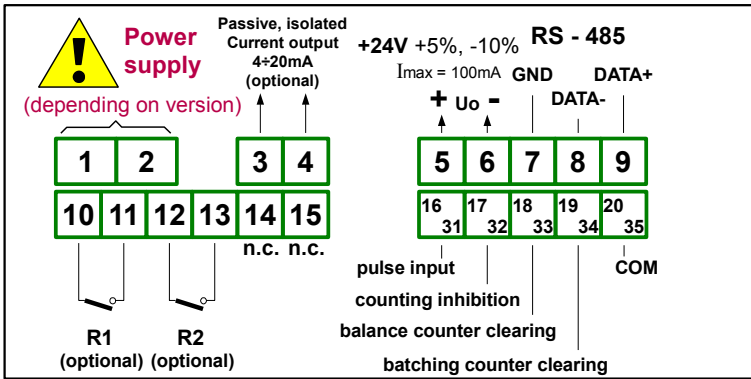 Power
supply
(depending on version)
Passive, isolated
Current output
4÷20mA
(optional)
+24V +5%, -10%
Imax = 100mA
+ Uo -
RS - 485
GND
DATA-
DATA+
1 2
3 4
5 6 7 8 9
10 11 12 13 14 15
n.c. n.c.
16 17 18 19 20
31 32 33 34 35
R1
(optional)
R2
(optional)
pulse input
counting inhibition
balance counter clearing
batching counter clearing
COM